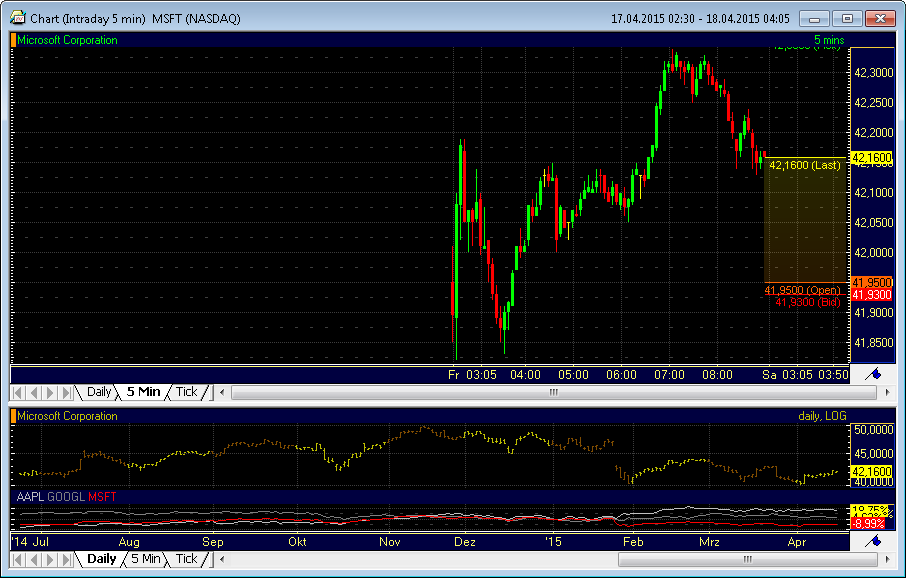 Chart (Intraday 5 min) MSFT (NASDAQ) 17.04.2015 02:30 - 18.04.2015 04:05
Microsoft Corporation 5 mins
42,3000
42,2500
42,2000
42,1600
42,1600 (Last)
42,1000
42,0500
42,0000
41,9500
41,9500 (Open)
41,9300
41,9300 (Bid)
41,9000
41,8500
Fr 03:05 04:00 05:00 06:00 07:00 08:00 Sa 03:05 03:50
Daily 5 Min Tick
Microsoft Corporation daily, LOG
50,0000
45,0000
42,1600
40,0000
AAPL GOOGL MSFT
-8,99%
'14 Jul Aug Sep Okt Nov Dez '15 Feb Mrz Apr
Daily 5 Min Tick